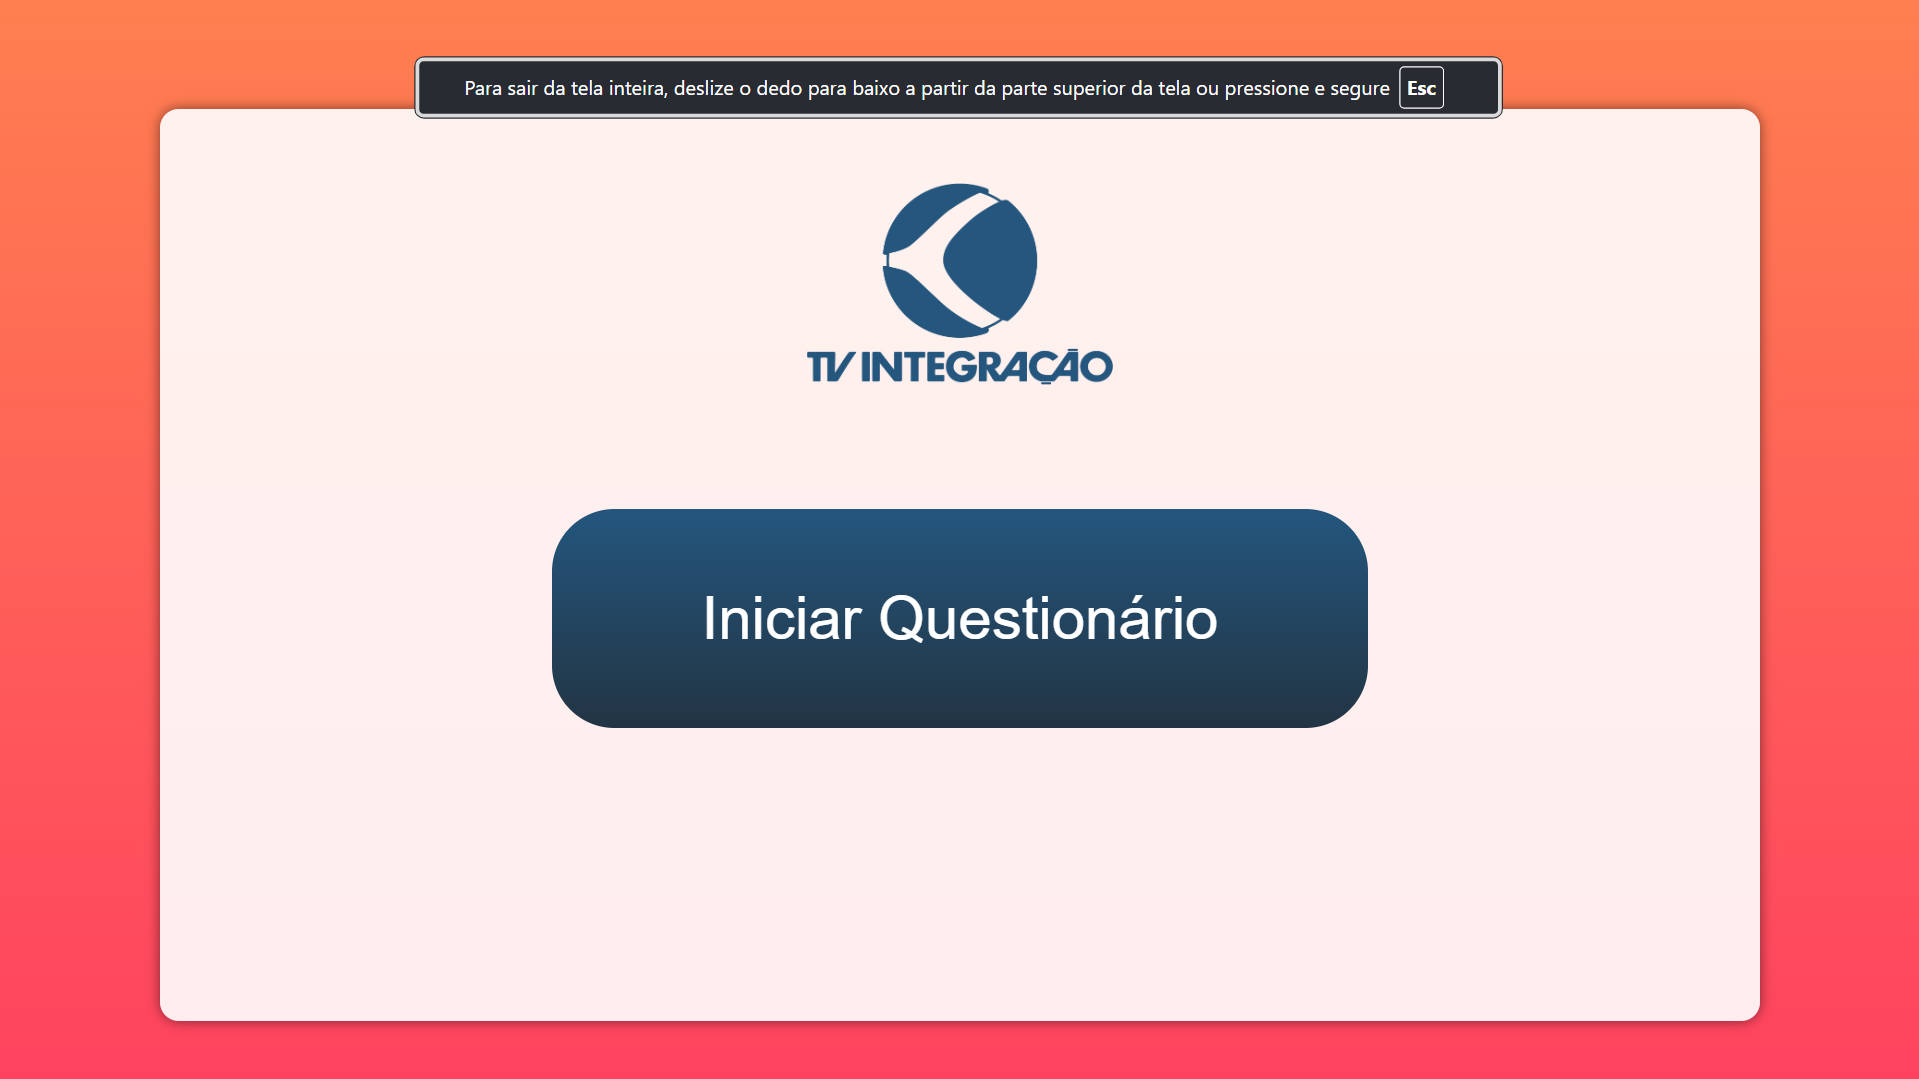 Para sair da tela inteira, deslize o dedo para baixo a partir da parte superior da tela ou pressione e segure Esc
TV INTEGRAÇÃO
Iniciar Questionário